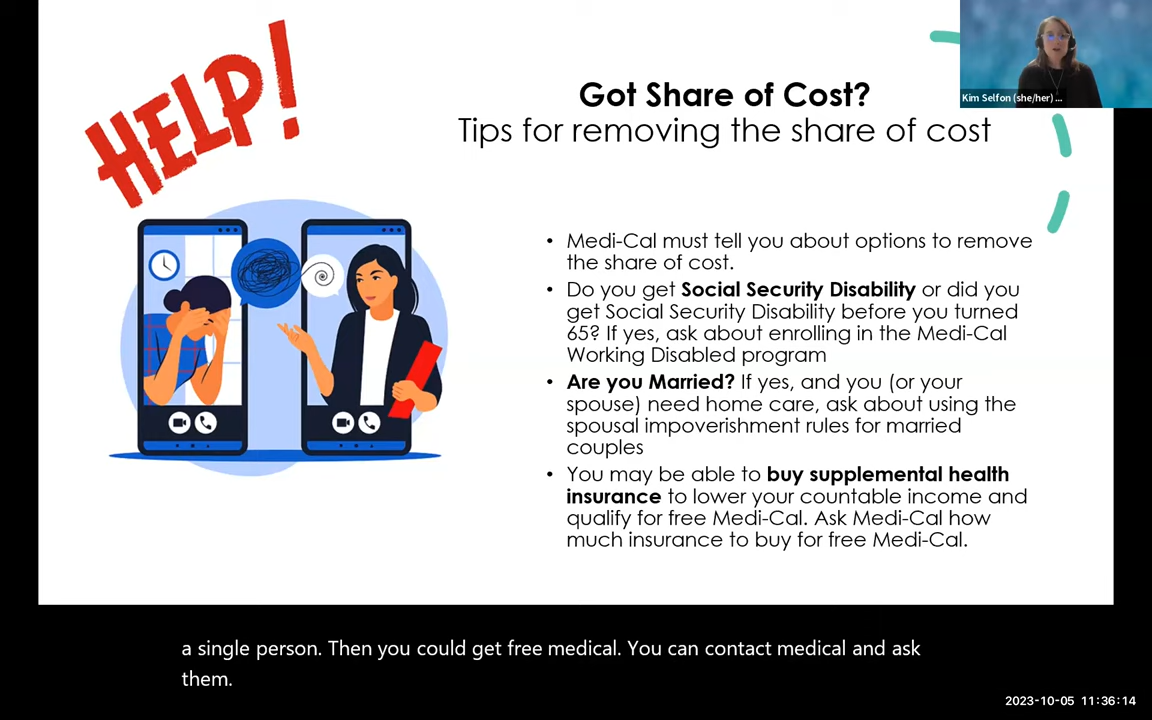 HELP!
Got Share of Cost?
Tips for removing the share of cost
Kim Selfon (she/her) ...
• Medi-Cal must tell you about options to remove
the share of cost.
• Do you get Social Security Disability or did you
get Social Security Disability before you turned
65? If yes, ask about enrolling in the Medi-Cal
Working Disabled program
• Are you Married? If yes, and you (or your
spouse) need home care, ask about using the
spousal impoverishment rules for married
couples
• You may be able to buy supplemental health
insurance to lower your countable income and
qualify for free Medi-Cal. Ask Medi-Cal how
much insurance to buy for free Medi-Cal.
a single person. Then you could get free medical. You can contact medical and ask
them.
2023-10-05 11:36:14